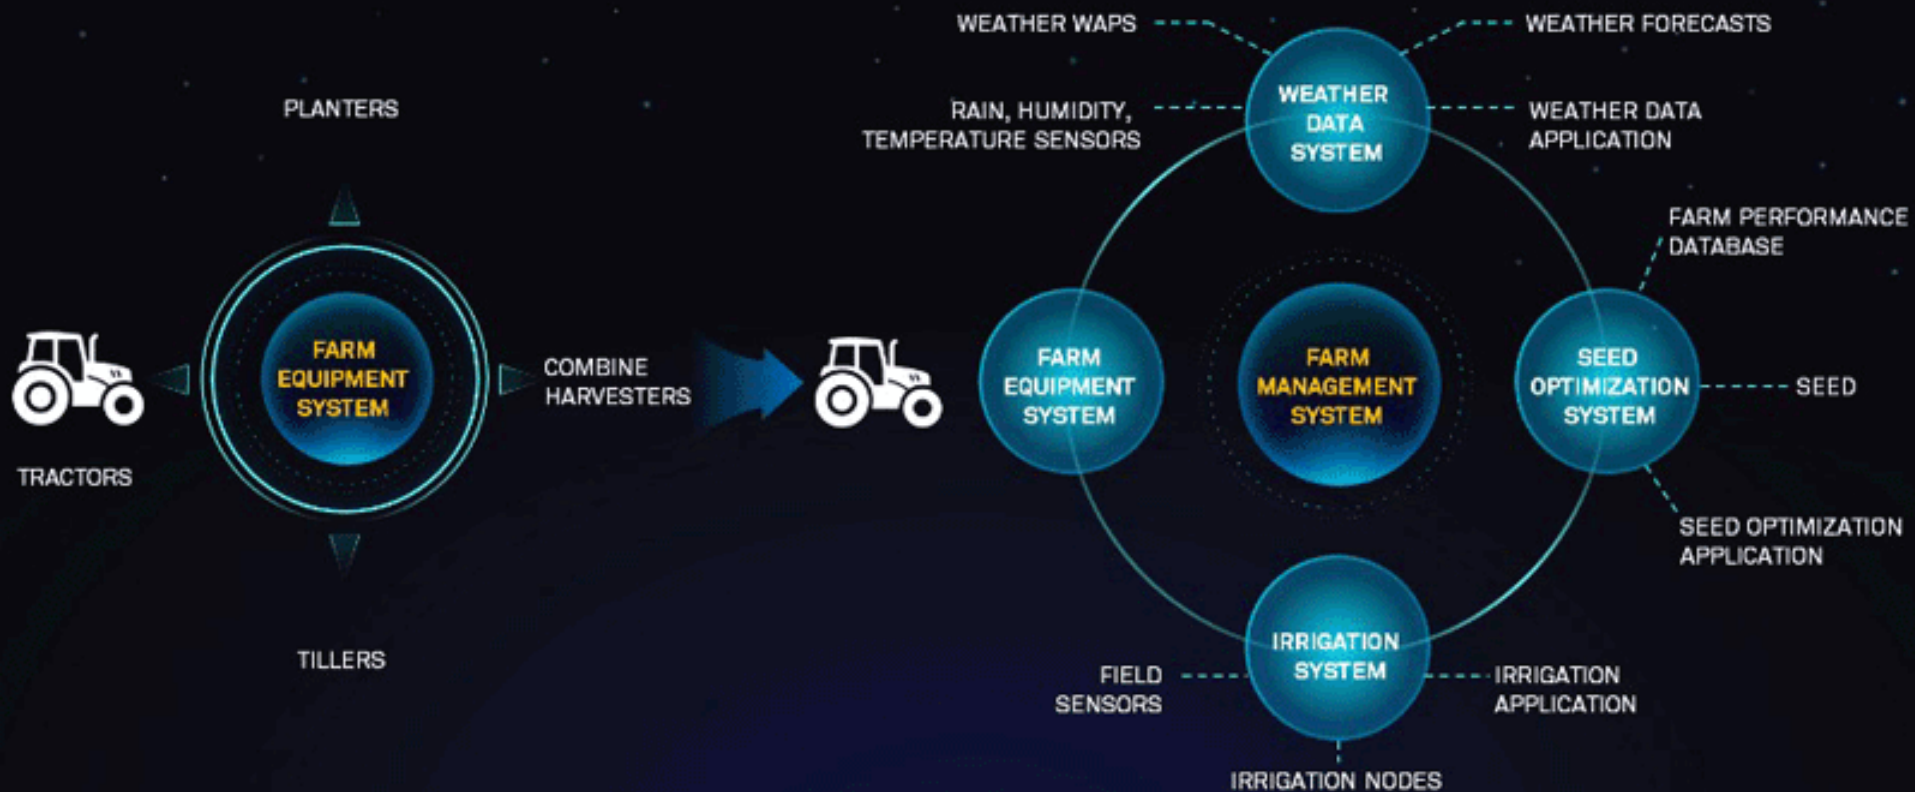 PLANTERS
FARM
EQUIPMENT
SYSTEM
COMBINE
HARVESTERS
TRACTORS
TILLERS
WEATHER WAPS
WEATHER FORECASTS
RAIN, HUMIDITY,
TEMPERATURE SENSORS
WEATHER
DATA
SYSTEM
WEATHER DATA
APPLICATION
FARM PERFORMANCE
DATABASE
FARM
EQUIPMENT
SYSTEM
FARM
MANAGEMENT
SYSTEM
SEED
OPTIMIZATION
SYSTEM
SEED
SEED OPTIMIZATION
APPLICATION
IRRIGATION
SYSTEM
FIELD
SENSORS
IRRIGATION
APPLICATION
IRRIGATION NODES